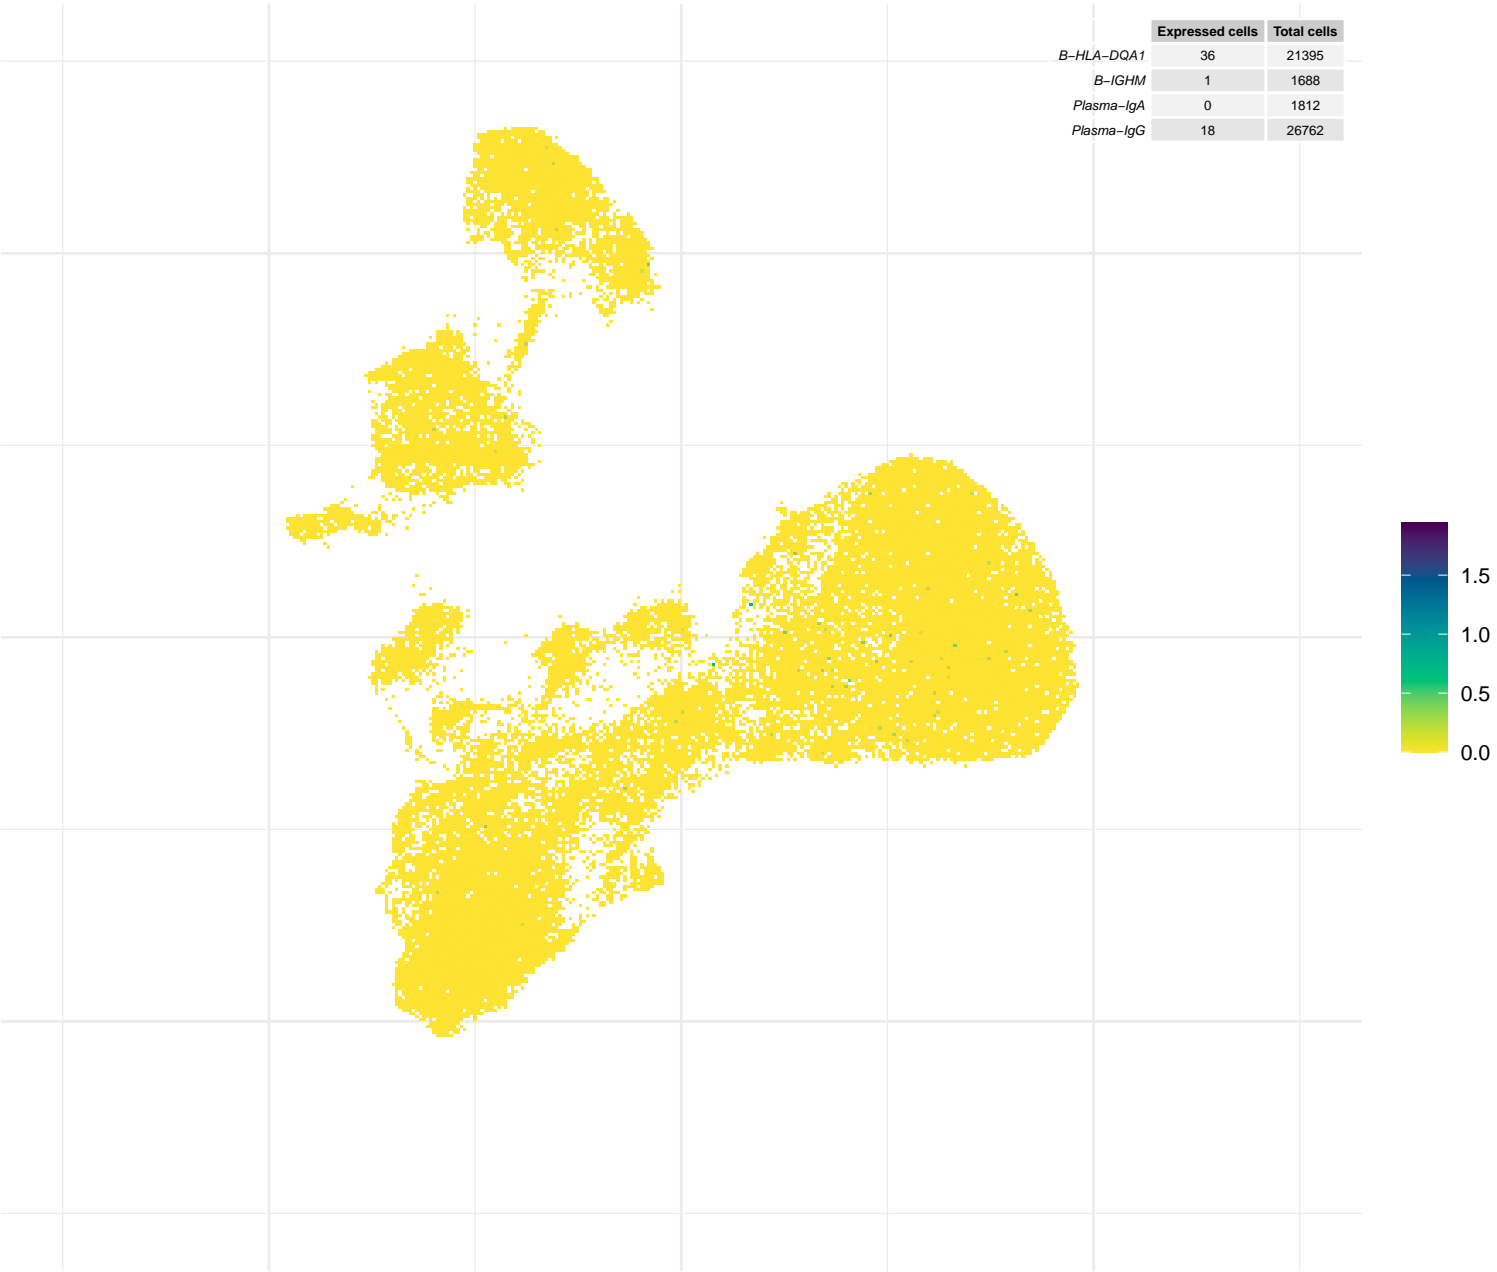 Expressed cells Total cells
B−HLA−DQA1 36 21395
B−IGHM 1 1688
Plasma−IgA 0 1812
Plasma−IgG 18 26762
1.5
1.0
0.5
0.0